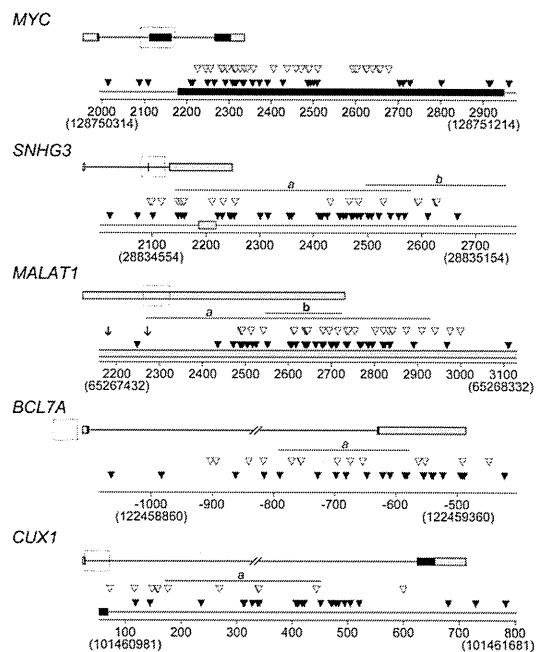 MYC
2000 2100 2200 2300 2400 2500 2600 2700 2800 2900
(128750314) (128751214)
SNHG3
a b
2100 2200 2300 2400 2500 2600 2700
(28834554) (28835154)
MALAT1
a b
2200 2300 2400 2500 2600 2700 2800 2900 3000 3100
(65267432) (65268332)
BCL7A
a
-1000 -900 -800 -700 -600 -500
(122458860) (122459360)
CUX1
a
100 200 300 400 500 600 700 800
(101460981) (101461681)